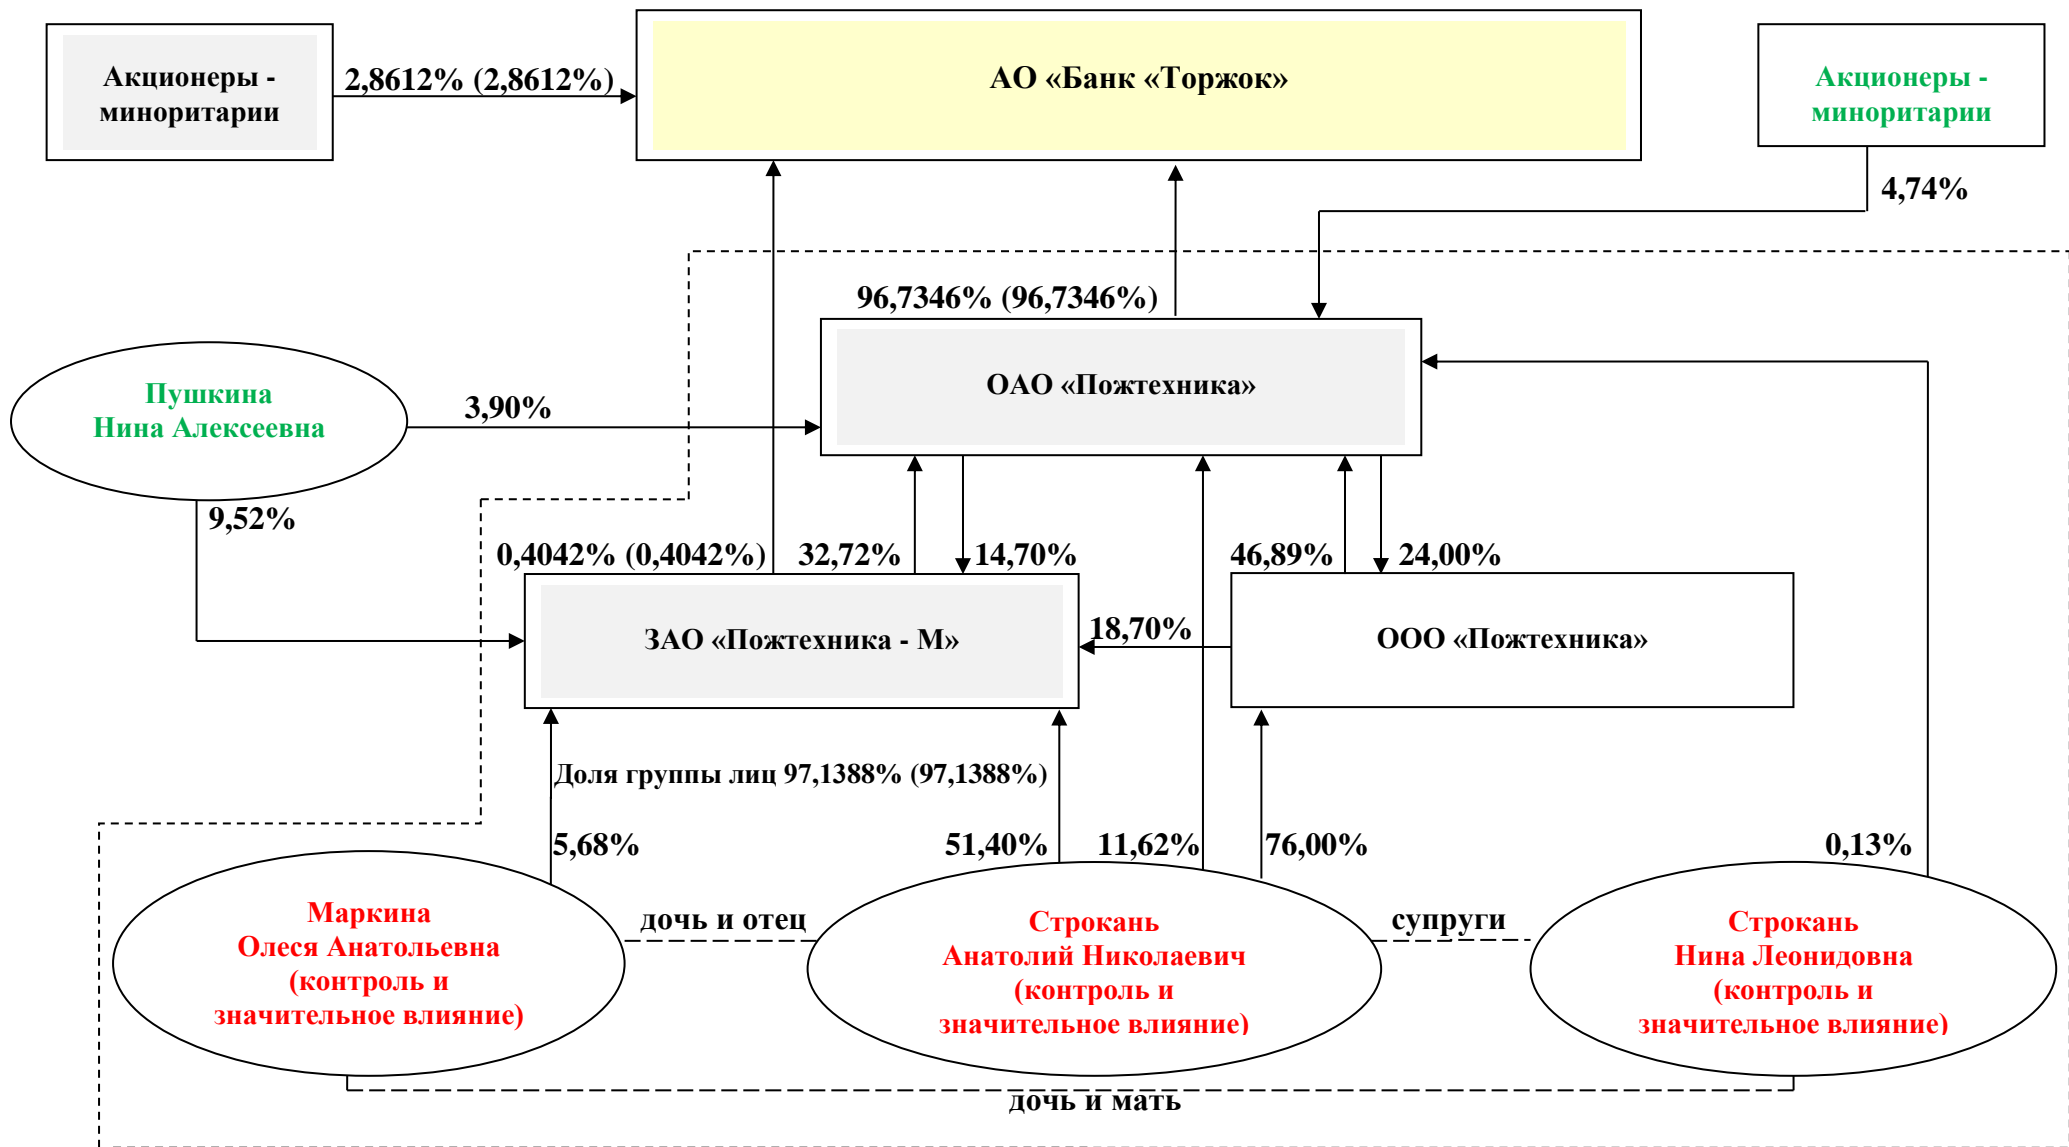 Акционеры -
миноритарии
2,8612% (2,8612%)
АО «Банк «Торжок»
Акционеры -
миноритарии
4,74%
96,7346% (96,7346%)
ОАО «Пожтехника»
Пушкина
Нина Алексеевна
3,90%
9,52%
0,4042% (0,4042%)
32,72%
14,70%
46,89%
24,00%
ЗАО «Пожтехника - М»
18,70%
ООО «Пожтехника»
Доля группы лиц 97,1388% (97,1388%)
5,68%
51,40%
11,62%
76,00%
0,13%
Маркина
Олеся Анатольевна
(контроль и
значительное влияние)
дочь и отец
Строкань
Анатолий Николаевич
(контроль и
значительное влияние)
супруги
Строкань
Нина Леонидовна
(контроль и
значительное влияние)
дочь и мать